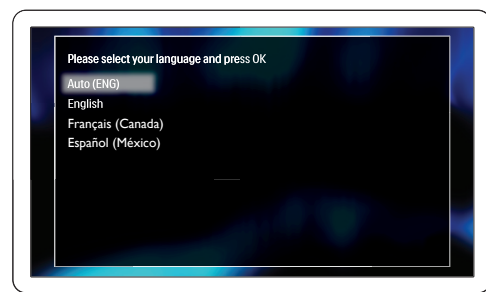 Please select your language and press OK
Auto (ENG)
English
Français (Canada)
Español (México)